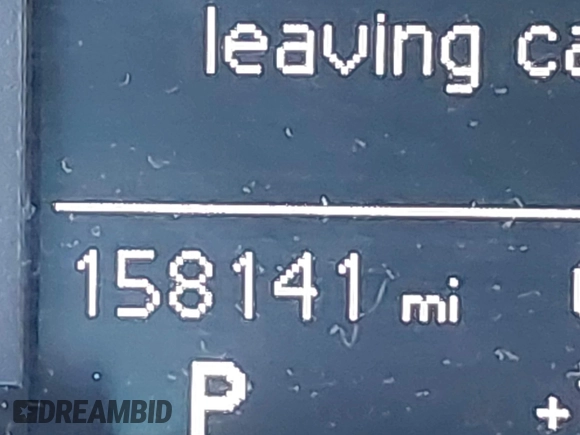 leaving
158141 mi
P
+
DREAMBID